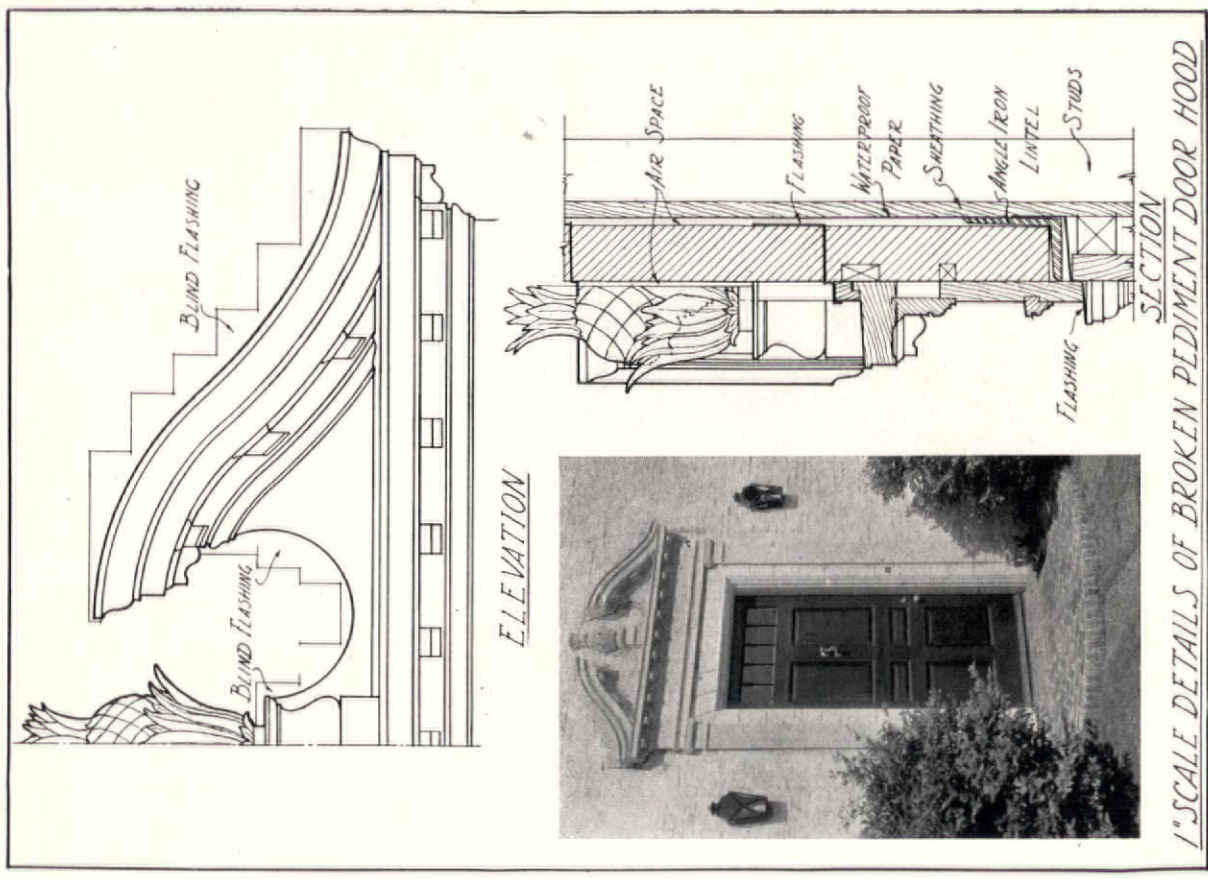 BLIND FLASHING
BLIND FLASHING
ELEVATION
AIR SPACE
FLASHING
WATERPROOF
PAPER
SHEATHING
ANGLE IRON
LINTEL
STUDS
FLASHING
SECTION
1" SCALE DETAILS OF BROKEN PEDIMENT DOOR HOOD